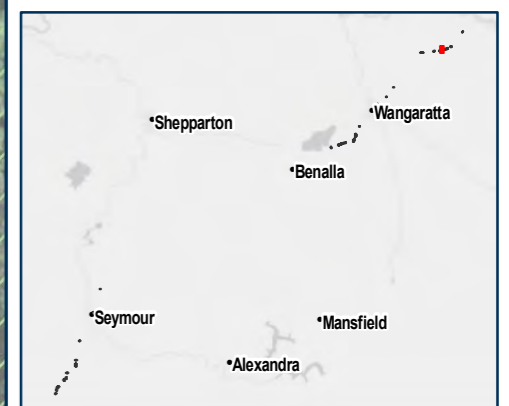 Wangaratta
Shepparton
Benalla
Seymour
Mansfield
Alexandra